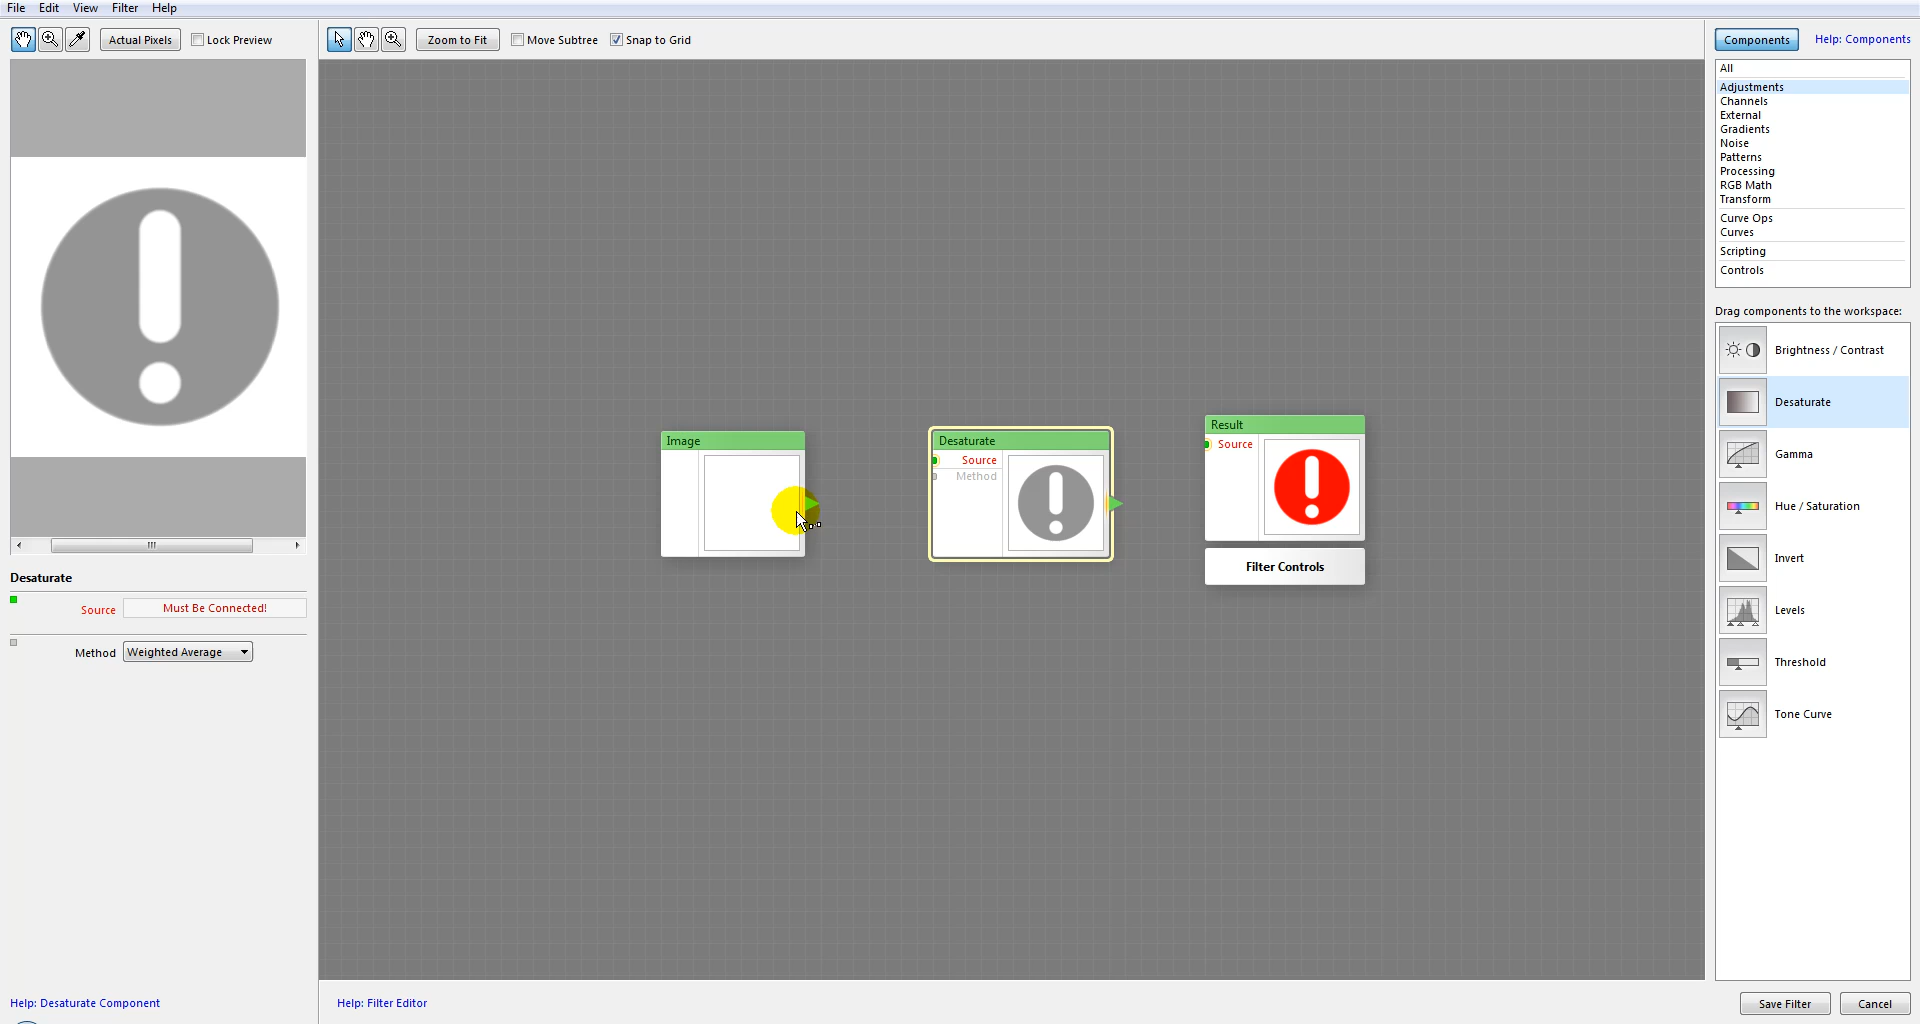 File Edit View Filter Help
Actual Pixels Lock Preview
Zoom to Fit Move Subtree Snap to Grid
Components Help: Components
All
Adjustments
Channels
External
Gradients
Noise
Patterns
Processing
RGB Math
Transform
Curve Ops
Curves
Scripting
Controls
Drag components to the workspace:
Brightness / Contrast
Desaturate
Gamma
Hue / Saturation
Invert
Levels
Threshold
Tone Curve
Image
Desaturate
Source
Method
Result
Source
Filter Controls
Desaturate
Source Must Be Connected!
Method Weighted Average
Help: Desaturate Component
Help: Filter Editor
Save Filter Cancel